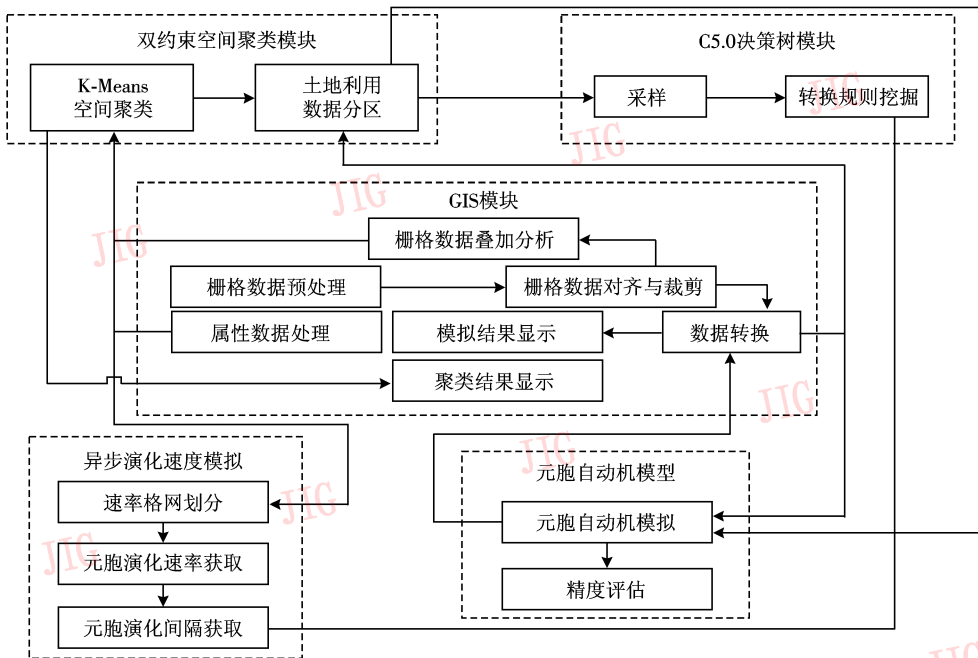 双约束空间聚类模块
K-Means
空间聚类
土地利用
数据分区
C5.0决策树模块
采样
转换规则挖掘
GIS模块
栅格数据叠加分析
栅格数据预处理
栅格数据对齐与裁剪
属性数据处理
模拟结果显示
数据转换
聚类结果显示
异步演化速度模拟
速率格网划分
元胞演化速率获取
元胞演化间隔获取
元胞自动机模型
元胞自动机模拟
精度评估
JIG
JIG
JIG
JIG
JIG
JIG
JIG
JIG
JIG